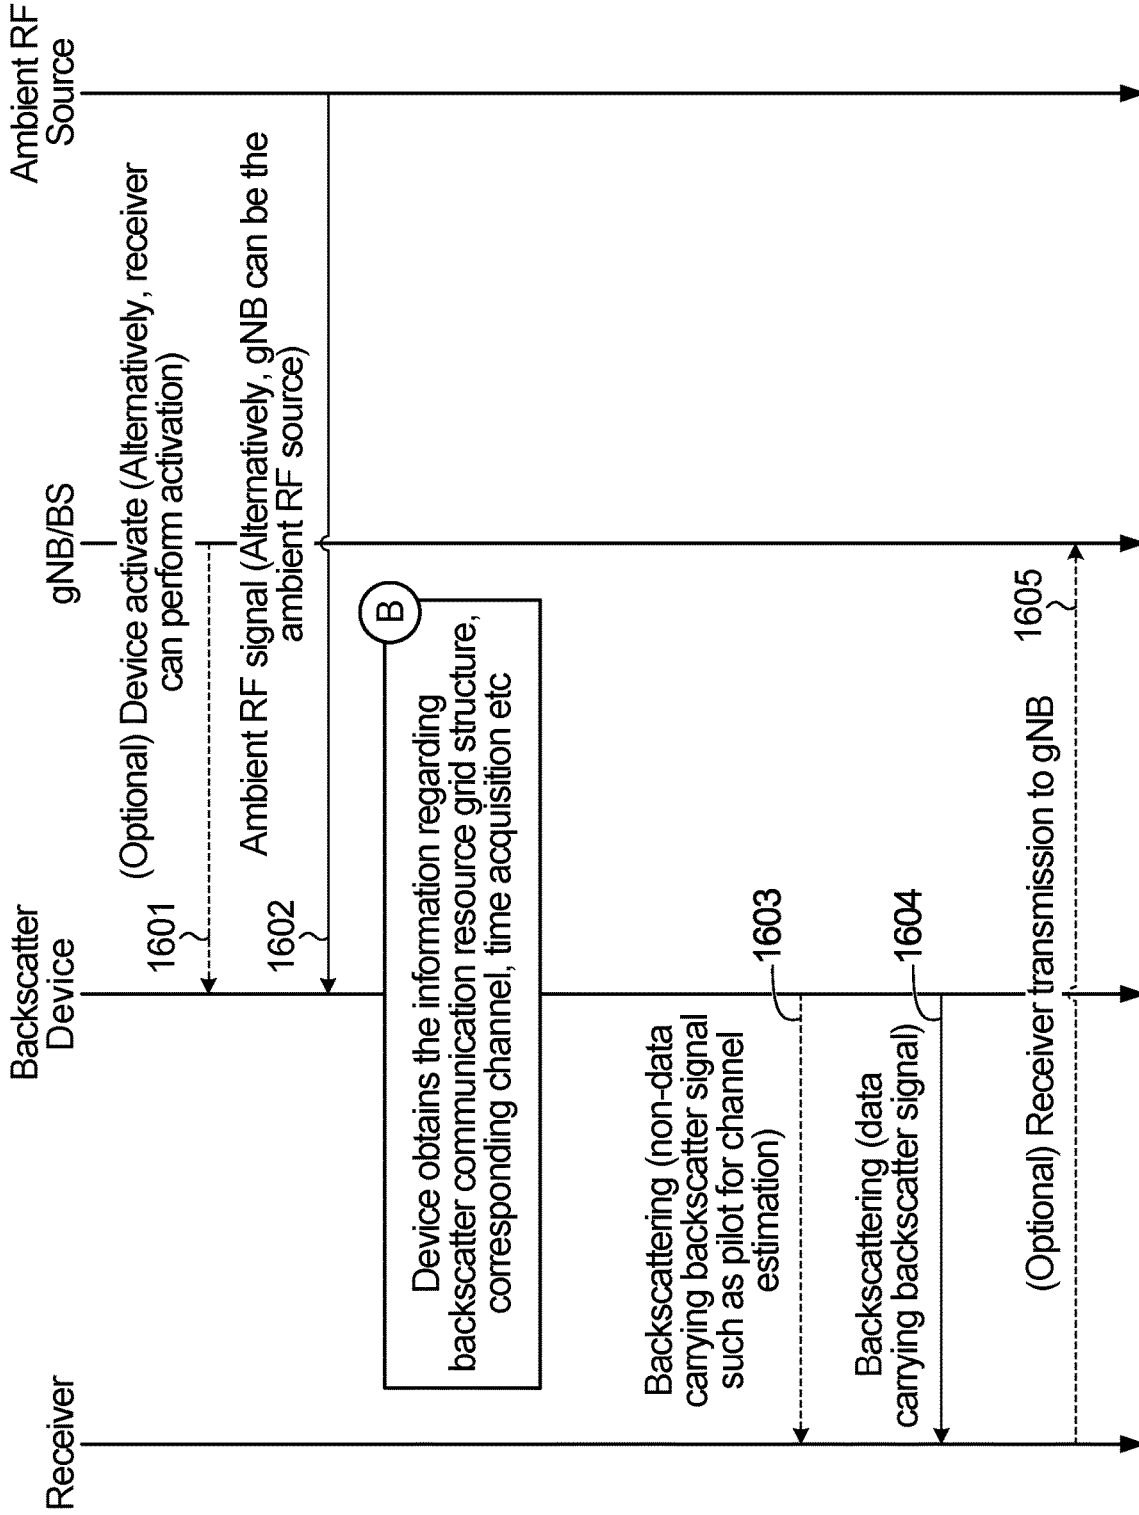 Receiver
Backscatter
Device
gNB/BS
Ambient RF
Source
(Optional) Device activate (Alternatively, receiver
can perform activation)
1601
Ambient RF signal (Alternatively, gNB can be the
ambient RF source)
1602
B
Device obtains the information regarding
backscatter communication resource grid structure,
corresponding channel, time acquisition etc
Backscattering (non-data
carrying backscatter signal
such as pilot for channel
estimation)
1603
Backscattering (data
carrying backscatter signal)
1604
(Optional) Receiver transmission to gNB
1605